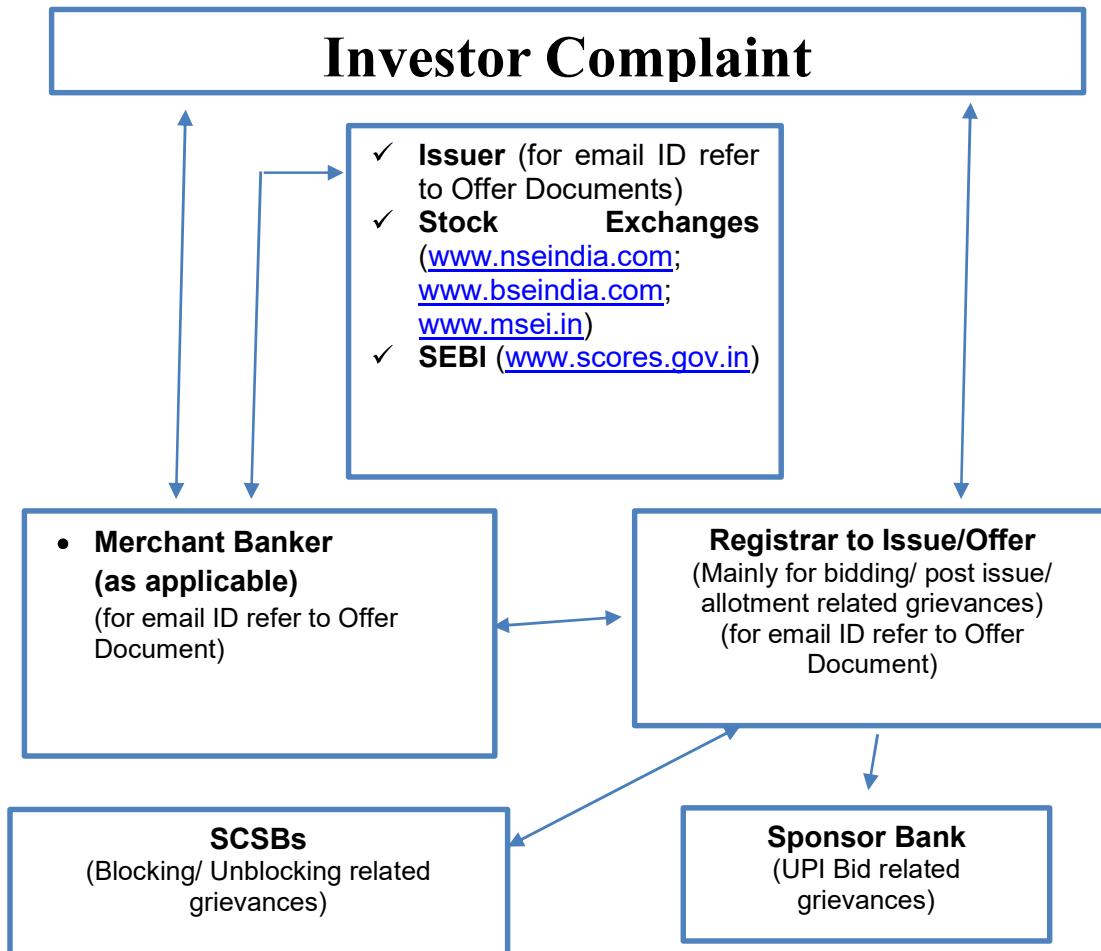 Investor Complaint
✓ Issuer (for email ID refer
to Offer Documents)
✓ Stock Exchanges
(www.nseindia.com;
www.bseindia.com;
www.msei.in)
✓ SEBI (www.scores.gov.in)
• Merchant Banker
(as applicable)
(for email ID refer to Offer
Document)
Registrar to Issue/Offer
(Mainly for bidding/ post issue/
allotment related grievances)
(for email ID refer to Offer
Document)
SCSBs
(Blocking/ Unblocking related
grievances)
Sponsor Bank
(UPI Bid related
grievances)